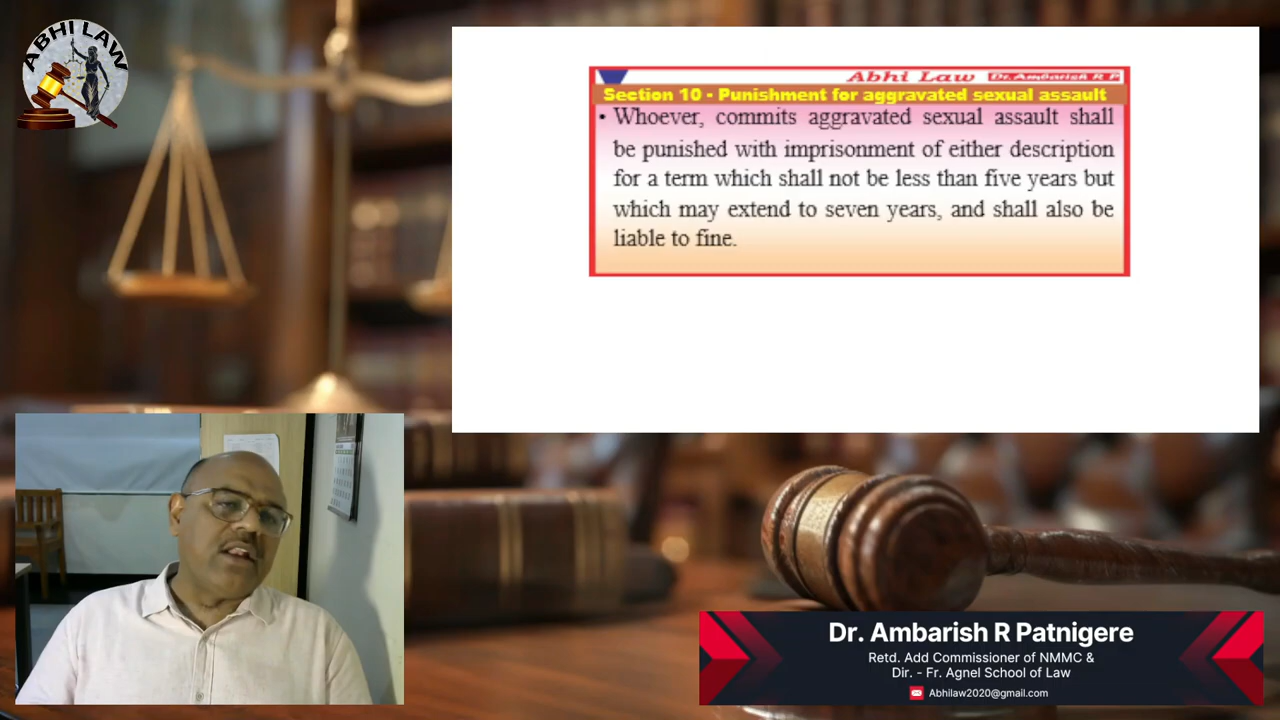 ABHI LAW
Abhi Law Dr.Ambarish R P
Section 10 - Punishment for aggravated sexual assault
• Whoever, commits aggravated sexual assault shall
be punished with imprisonment of either description
for a term which shall not be less than five years but
which may extend to seven years, and shall also be
liable to fine.
Dr. Ambarish R Patnigere
Retd. Add Commissioner of NMMC &
Dir. - Fr. Agnel School of Law
Abhilaw2020@gmail.com